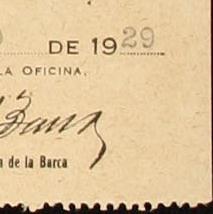 DE 1929
LA OFICINA,
de la Barca